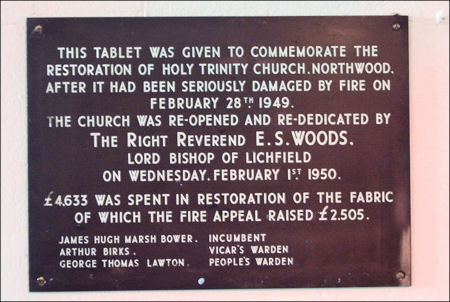 THIS TABLET WAS GIVEN TO COMMEMORATE THE
RESTORATION OF HOLY TRINITY CHURCH, NORTHWOOD,
AFTER IT HAD BEEN SERIOUSLY DAMAGED BY FIRE ON
FEBRUARY 28TH 1949.
THE CHURCH WAS RE-OPENED AND RE-DEDICATED BY
THE RIGHT REVEREND E.S. WOODS.
LORD BISHOP OF LICHFIELD
ON WEDNESDAY. FEBRUARY 1ST 1950.
£4,633 WAS SPENT IN RESTORATION OF THE FABRIC
OF WHICH THE FIRE APPEAL RAISED £2,505.
JAMES HUGH MARSH BOWER. INCUMBENT
ARTHUR BIRKS. VICAR'S WARDEN
GEORGE THOMAS LAWTON. PEOPLE'S WARDEN